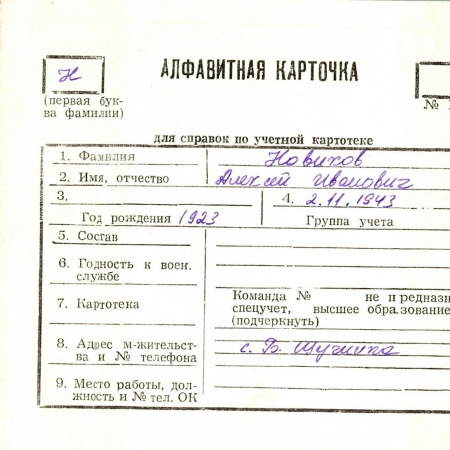 Н
АЛФАВИТНАЯ КАРТОЧКА
(первая бук-
ва фамилии)
№
для справок по учетной картотеке
1. Фамилия Новиков
2. Имя, отчество Алексей Иванович
3. 4. 2.11.1943
Год рождения 1923 Группа учета
5. Состав
6. Годность к воен.
службе
7. Картотека
Команда № не предназн
спецучет, высшее образование
(подчеркнуть)
8. Адрес м-жительст-
ва и № телефона
с. Б.
9. Место работы, дол-
жность и № тел. ОК